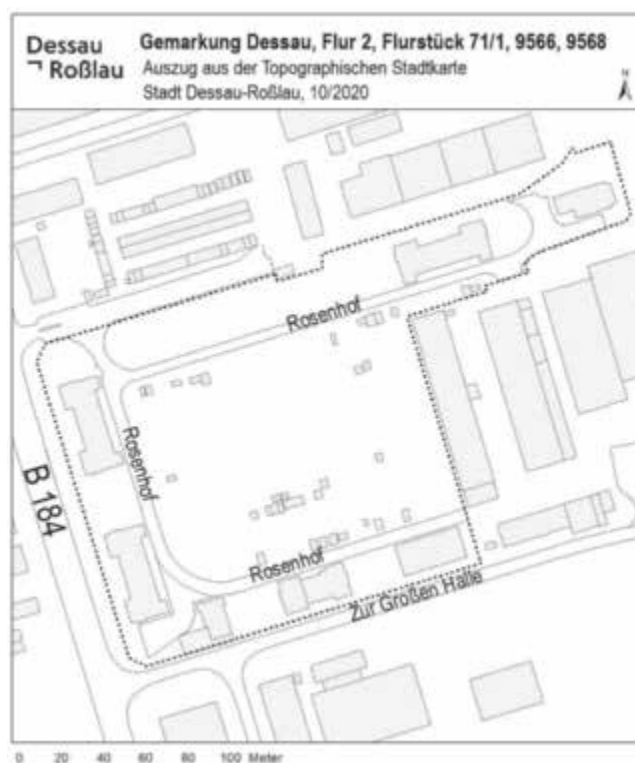 Dessau
Roßlau
Gemarkung Dessau, Flur 2, Flurstück 71/1, 9566, 9568
Auszug aus der Topographischen Stadtkarte
Stadt Dessau-Roßlau, 10/2020
N
Rosenhof
Rosenhof
B 184
Rosenhof
Zur Großen Halle
0 20 40 60 80 100 Meter